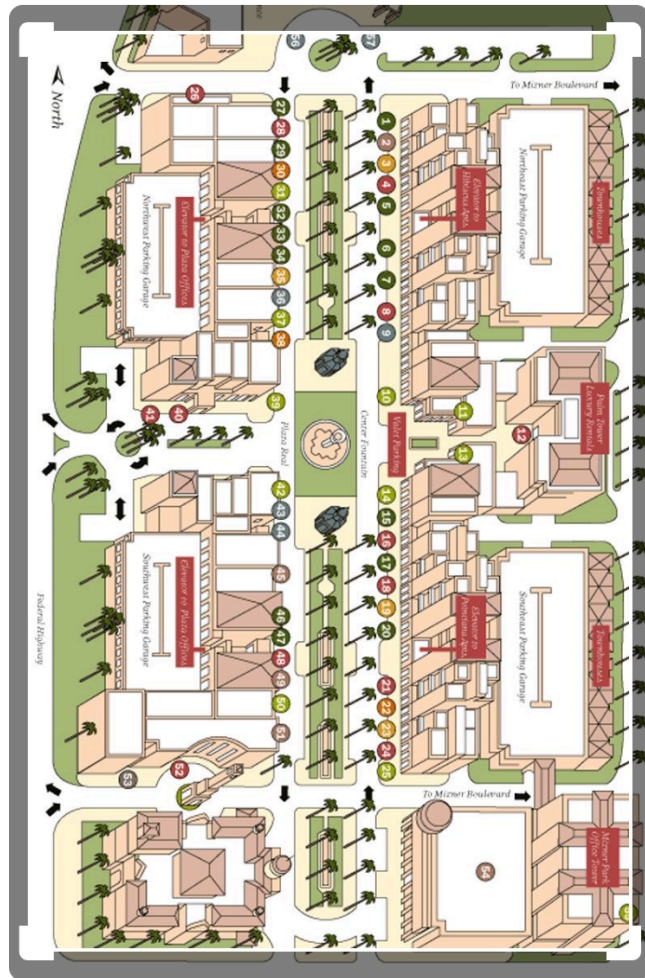 56
57
North
To Mizner Boulevard
26
27
28
29
30
31
32
33
34
35
36
37
38
39
40
41
1
2
3
4
5
6
7
8
9
10
11
12
13
Elevator to Plaza Offices
Northwest Parking Garage
Elevator to
Hibiscus Apts.
Northeast Parking Garage
Townhouses
Plaza Real
Center Fountain
Valet Parking
Palm Tower
Luxury Rentals
42
43
44
45
46
47
48
49
50
51
52
53
14
15
16
17
18
19
20
21
22
23
24
25
Federal Highway
Southwest Parking Garage
Elevator to Plaza Offices
Elevator to
Poinciana Apts.
Southeast Parking Garage
Townhouses
To Mizner Boulevard
54
Mizner Park
Office Tower